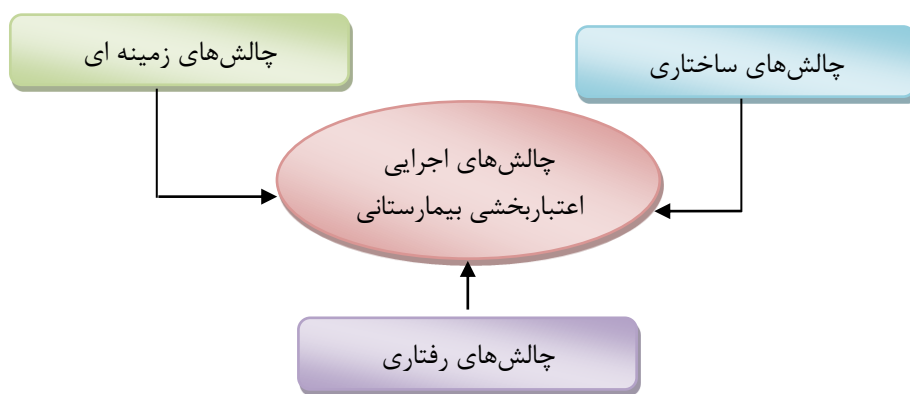 چالش‌های ساختاری
چالش‌های زمینه ای
چالش‌های اجرایی
اعتباربخشی بیمارستانی
چالش‌های رفتاری